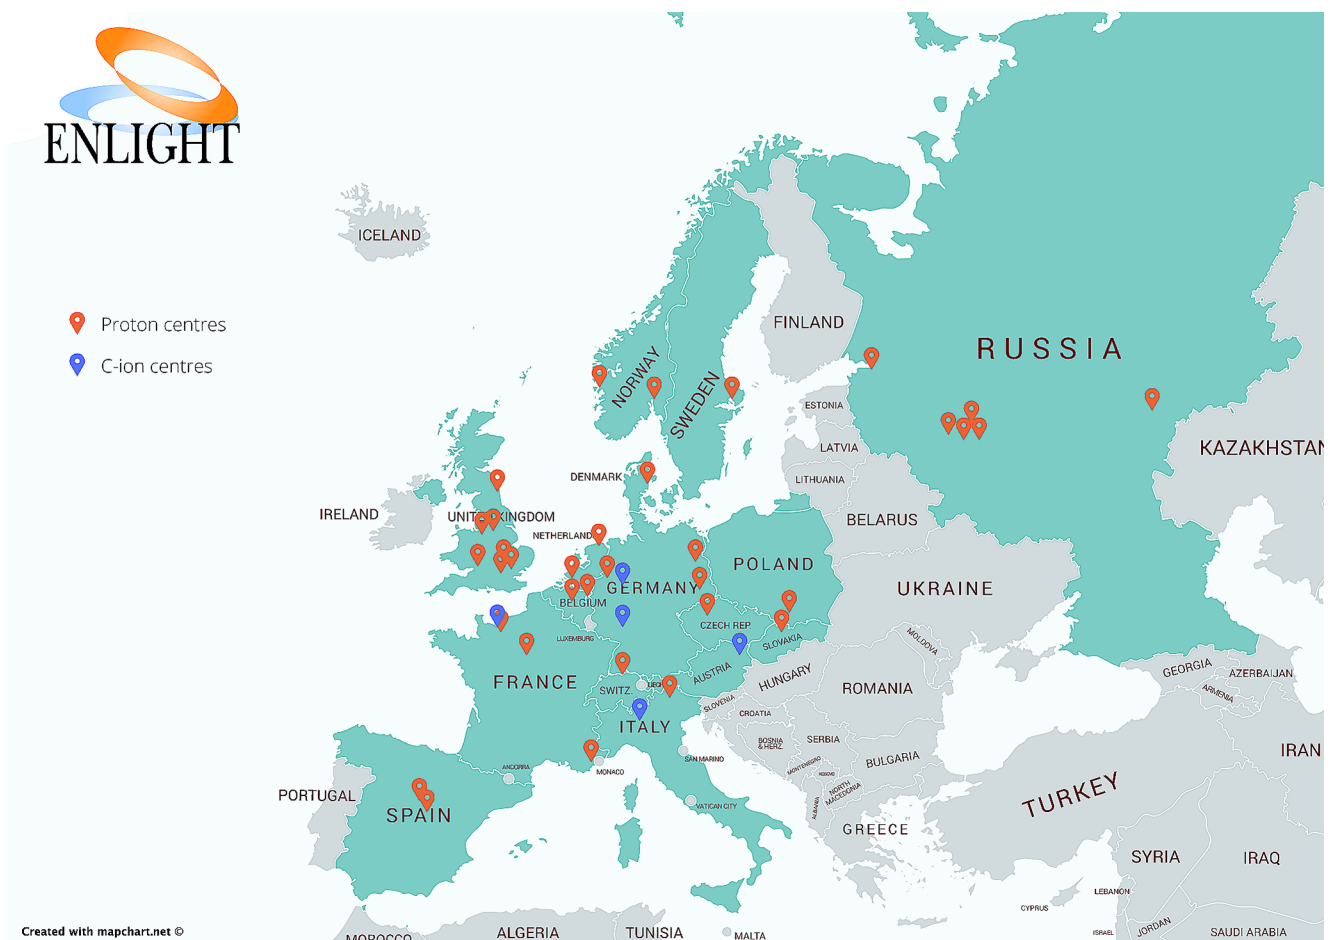 ENLIGHT
ICELAND
Proton centres
C-ion centres
FINLAND
RUSSIA
NORWAY
SWEDEN
ESTONIA
LATVIA
LITHUANIA
KAZAKHSTAN
DENMARK
IRELAND
UNITED KINGDOM
NETHERLAND
BELARUS
POLAND
GERMANY
UKRAINE
BELGIUM
LUXEMBURG
CZECH REP.
SLOVAKIA
MOLDOVA
FRANCE
SWITZ.
LIECH
AUSTRIA
HUNGARY
ROMANIA
GEORGIA
AZERBAIJAN
ARMENIA
SLOVENIA
CROATIA
ITALY
BOSNIA
& HERZ.
SERBIA
SAN MARINO
MONTENEGRO
KOSOVO
BULGARIA
IRAN
ANDORRA
MONACO
NORTH
MACEDONIA
ALBANIA
PORTUGAL
SPAIN
VATICAN CITY
TURKEY
GREECE
SYRIA
IRAQ
LEBANON
CYPRUS
ISRAEL
JORDAN
SAUDI ARABIA
Created with mapchart.net ©
MOROCCO
ALGERIA
TUNISIA
MALTA